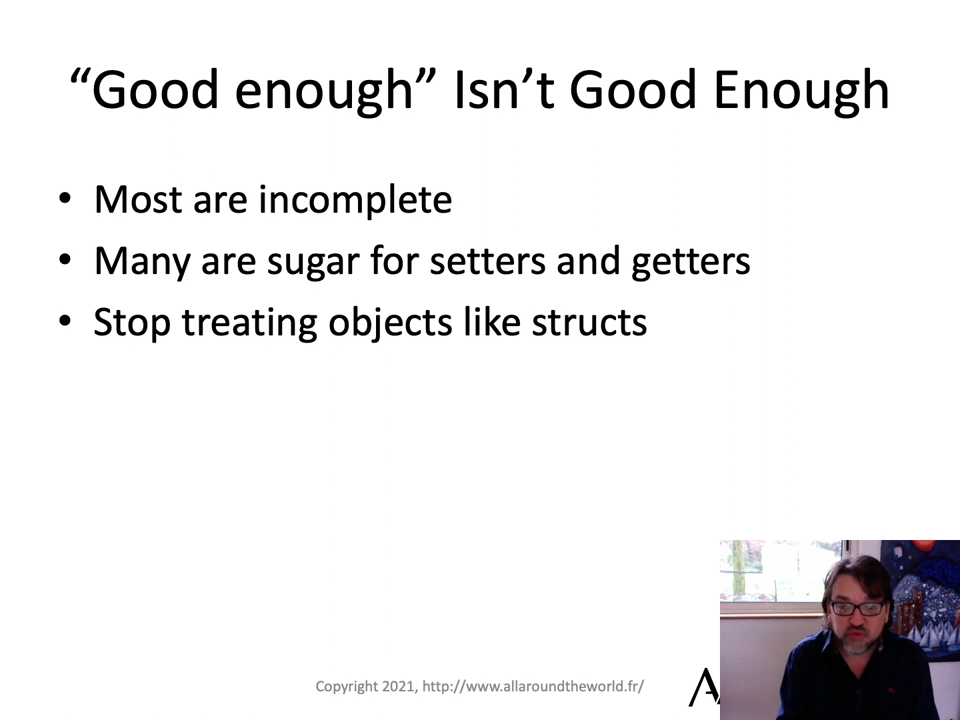 “Good enough” Isn’t Good Enough
• Most are incomplete
• Many are sugar for setters and getters
• Stop treating objects like structs
Copyright 2021, http://www.allaroundtheworld.fr/